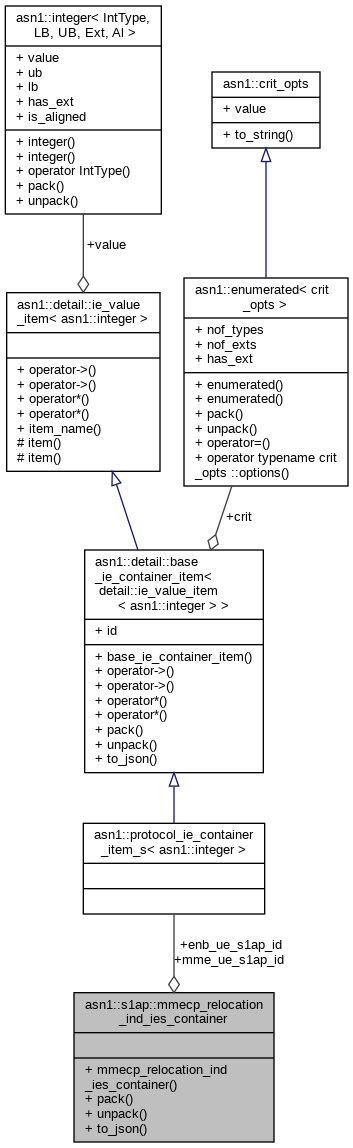 asn1::integer< IntType,
LB, UB, Ext, Al >
+ value
+ ub
+ lb
+ has_ext
+ is_aligned
+ integer()
+ integer()
+ operator IntType()
+ pack()
+ unpack()
asn1::crit_opts
+ value
+ to_string()
+value
asn1::detail::ie_value
_item< asn1::integer >
+ operator->()
+ operator->()
+ operator*()
+ operator*()
+ item_name()
# item()
# item()
asn1::enumerated< crit
_opts >
+ nof_types
+ nof_exts
+ has_ext
+ enumerated()
+ enumerated()
+ pack()
+ unpack()
+ operator=()
+ operator typename crit
_opts ::options()
+crit
asn1::detail::base
_ie_container_item<
detail::ie_value_item
< asn1::integer > >
+ id
+ base_ie_container_item()
+ operator->()
+ operator->()
+ operator*()
+ operator*()
+ pack()
+ unpack()
+ to_json()
asn1::protocol_ie_container
_item_s< asn1::integer >
+enb_ue_s1ap_id
+mme_ue_s1ap_id
asn1::s1ap::mmecp_relocation
_ind_ies_container
+ mmecp_relocation_ind
_ies_container()
+ pack()
+ unpack()
+ to_json()